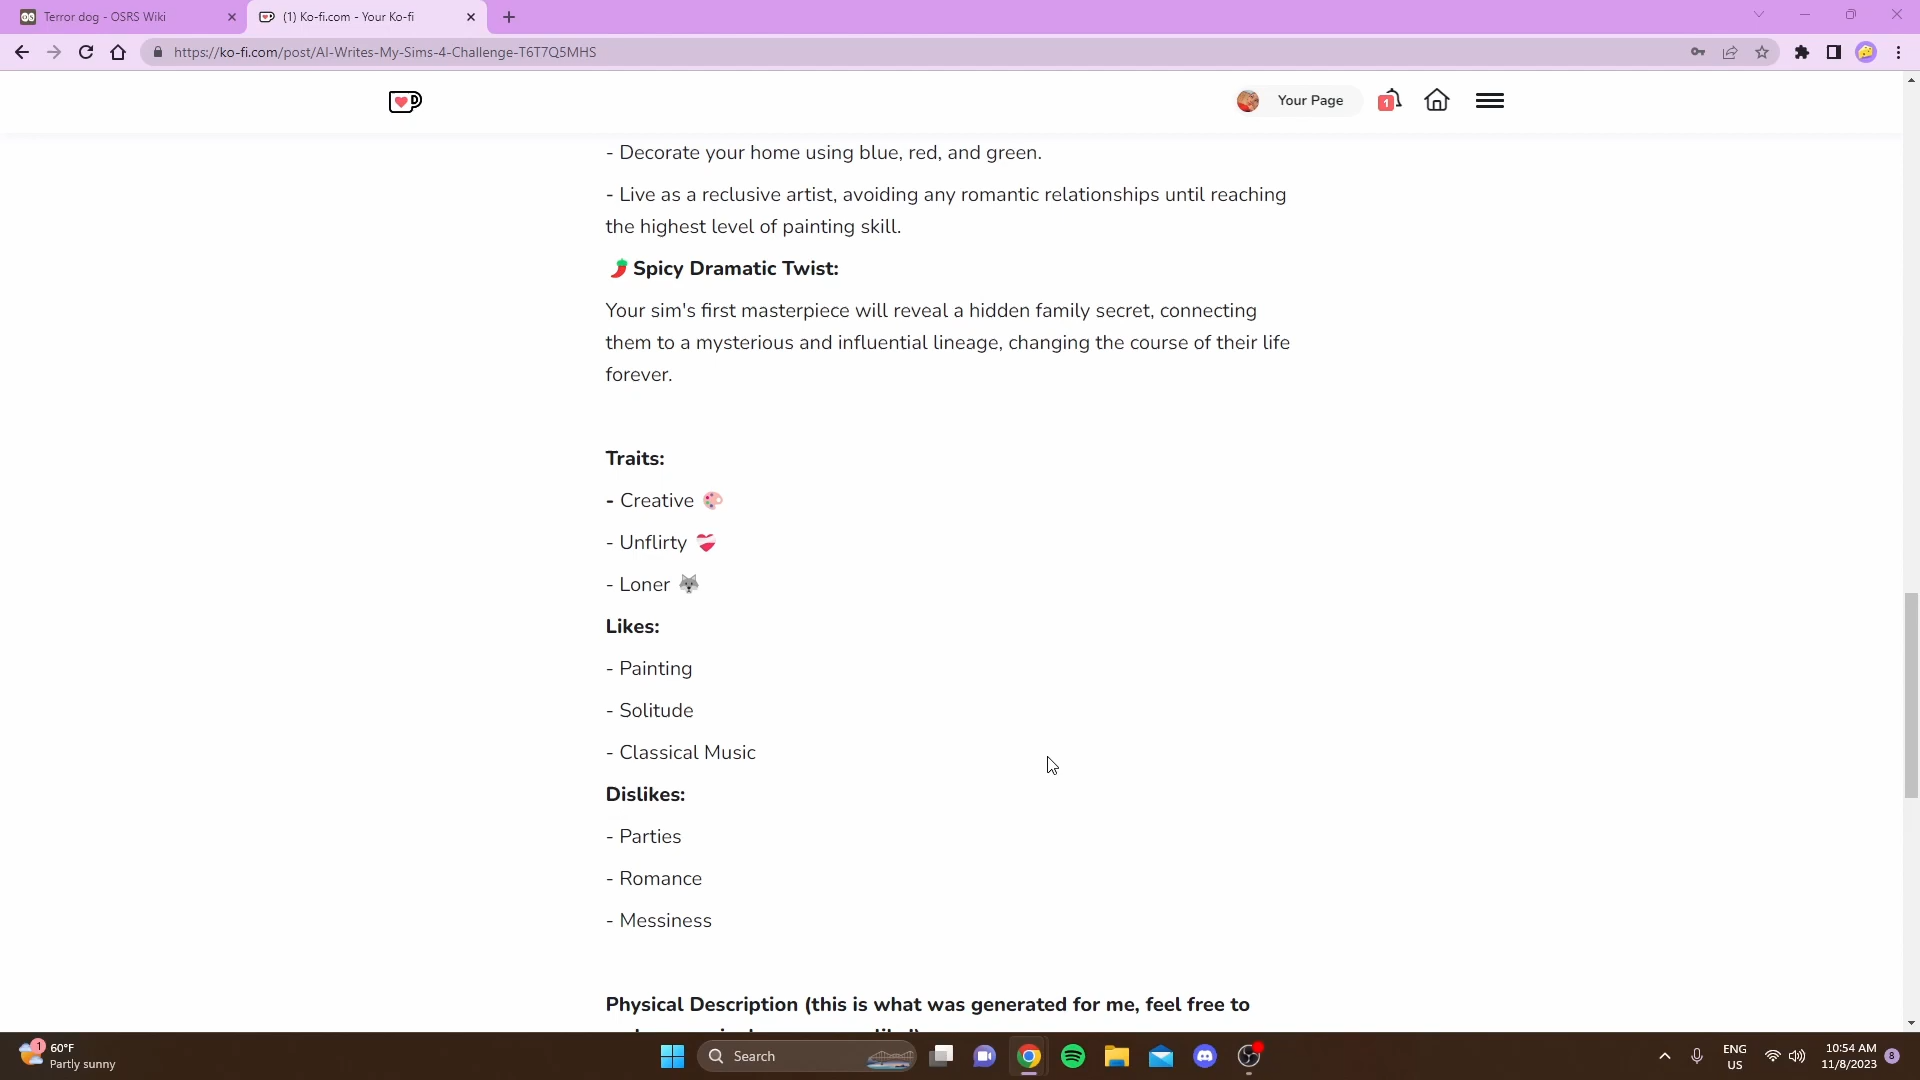 Terror dog - OSRS Wiki
(1) Ko-fi.com - Your Ko-fi
https://ko-fi.com/post/AI-Writes-My-Sims-4-Challenge-T6T7Q5MHS
Your Page
1
- Decorate your home using blue, red, and green.
- Live as a reclusive artist, avoiding any romantic relationships until reaching
the highest level of painting skill.
🌶️Spicy Dramatic Twist:
Your sim's first masterpiece will reveal a hidden family secret, connecting
them to a mysterious and influential lineage, changing the course of their life
forever.
Traits:
- Creative 🎨
- Unflirty ❤️‍🩹
- Loner 🐺
Likes:
- Painting
- Solitude
- Classical Music
Dislikes:
- Parties
- Romance
- Messiness
Physical Description (this is what was generated for me, feel free to
1
60°F
Partly sunny
Search
ENG
US
10:54 AM
11/8/2023
8